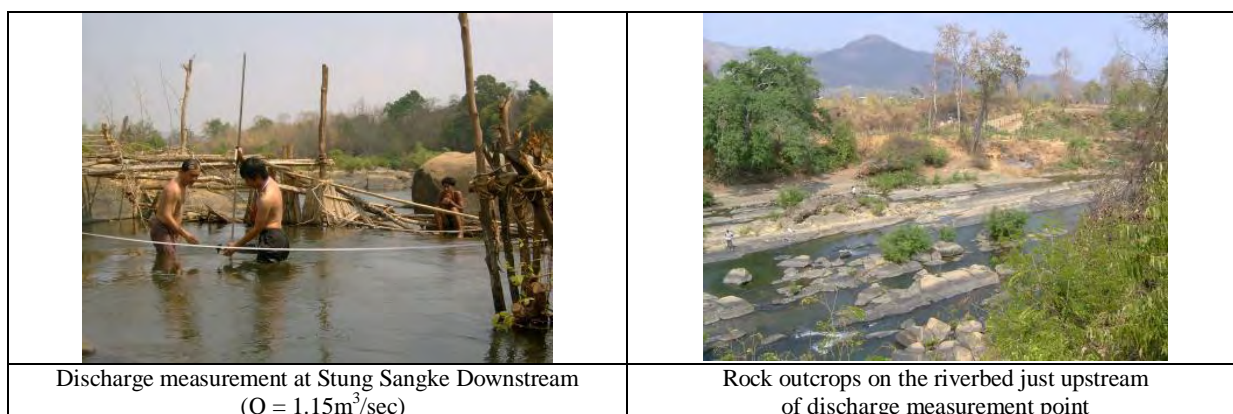 Discharge measurement at Stung Sangke Downstream
(Q = 1.15m³/sec)
Rock outcrops on the riverbed just upstream
of discharge measurement point